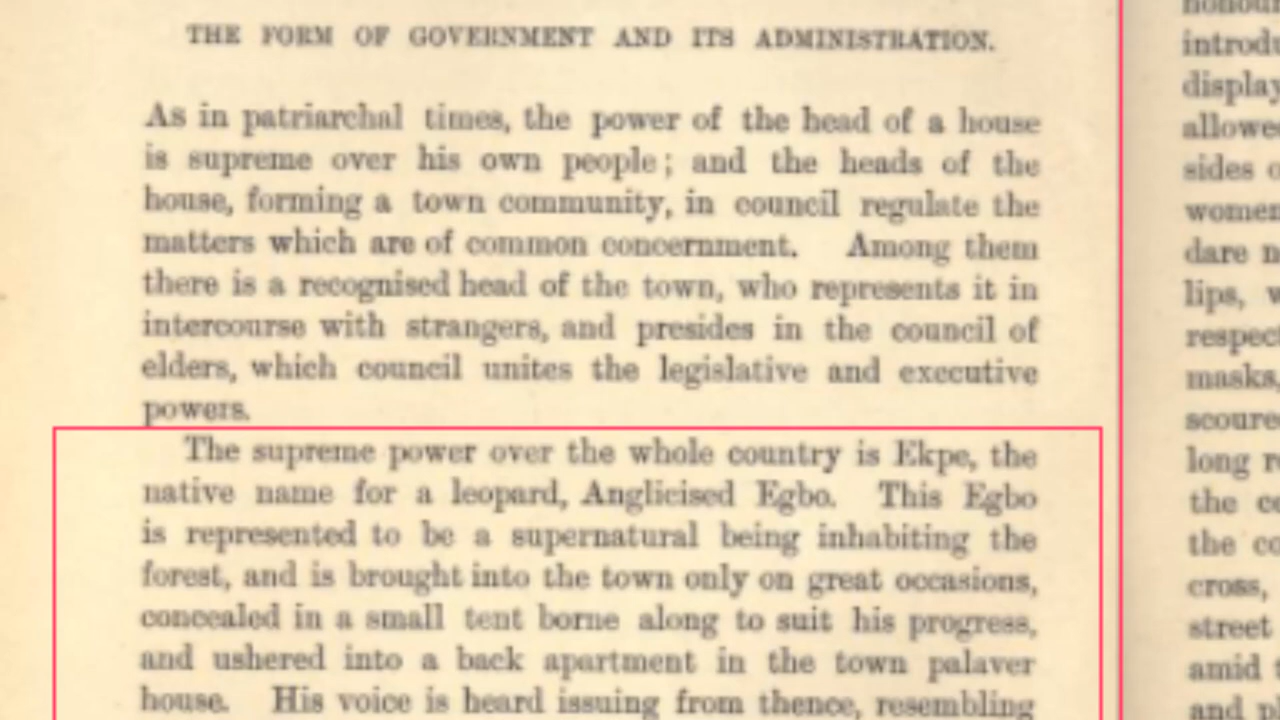 THE FORM OF GOVERNMENT AND ITS ADMINISTRATION.
As in patriarchal times, the power of the head of a house
is supreme over his own people; and the heads of the
house, forming a town community, in council regulate the
matters which are of common concernment. Among them
there is a recognised head of the town, who represents it in
intercourse with strangers, and presides in the council of
elders, which council unites the legislative and executive
powers.
The supreme power over the whole country is Ekpe, the
native name for a leopard, Anglicised Egbo. This Egbo
is represented to be a supernatural being inhabiting the
forest, and is brought into the town only on great occasions,
concealed in a small tent borne along to suit his progress,
and ushered into a back apartment in the town palaver
house. His voice is heard issuing from thence, resembling
sides
dare
lips,
masks,
long
the
the
cross,
street
amid
and